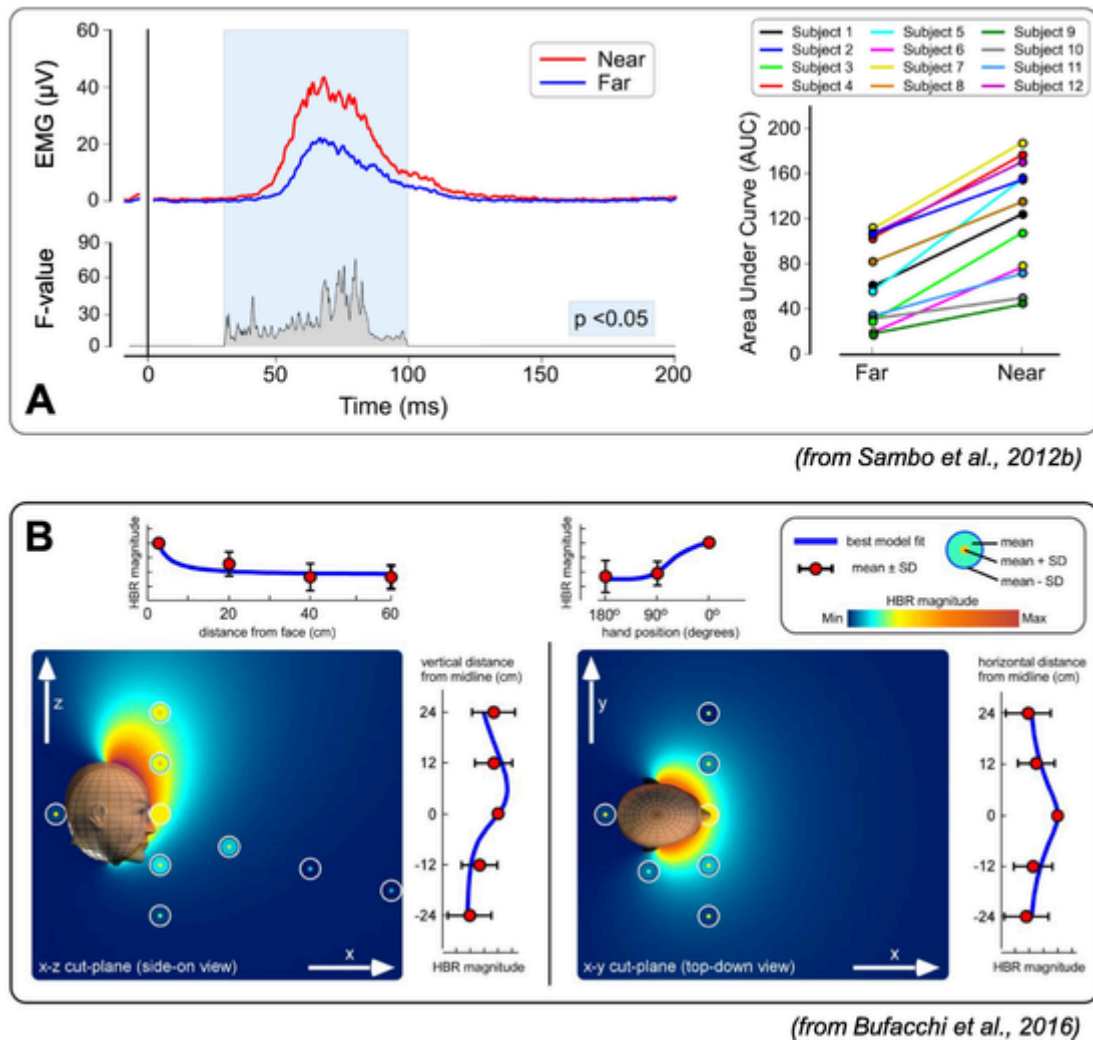 60
40
20
0
EMG (µV)
Near
Far
90
60
30
0
F-value
p <0.05
0
50
100
150
200
Time (ms)
A
Subject 1
Subject 2
Subject 3
Subject 4
Subject 5
Subject 6
Subject 7
Subject 8
Subject 9
Subject 10
Subject 11
Subject 12
200
160
120
80
40
0
Area Under Curve (AUC)
Far
Near
(from Sambo et al., 2012b)
B
HBR magnitude
0
20
40
60
distance from face (cm)
HBR magnitude
180º
90º
0º
hand position (degrees)
best model fit
mean ± SD
mean
mean + SD
mean - SD
HBR magnitude
Min
Max
z
x
x-z cut-plane (side-on view)
vertical distance
from midline (cm)
24
12
0
-12
-24
HBR magnitude
y
x
x-y cut-plane (top-down view)
horizontal distance
from midline (cm)
24
12
0
-12
-24
HBR magnitude
(from Bufacchi et al., 2016)